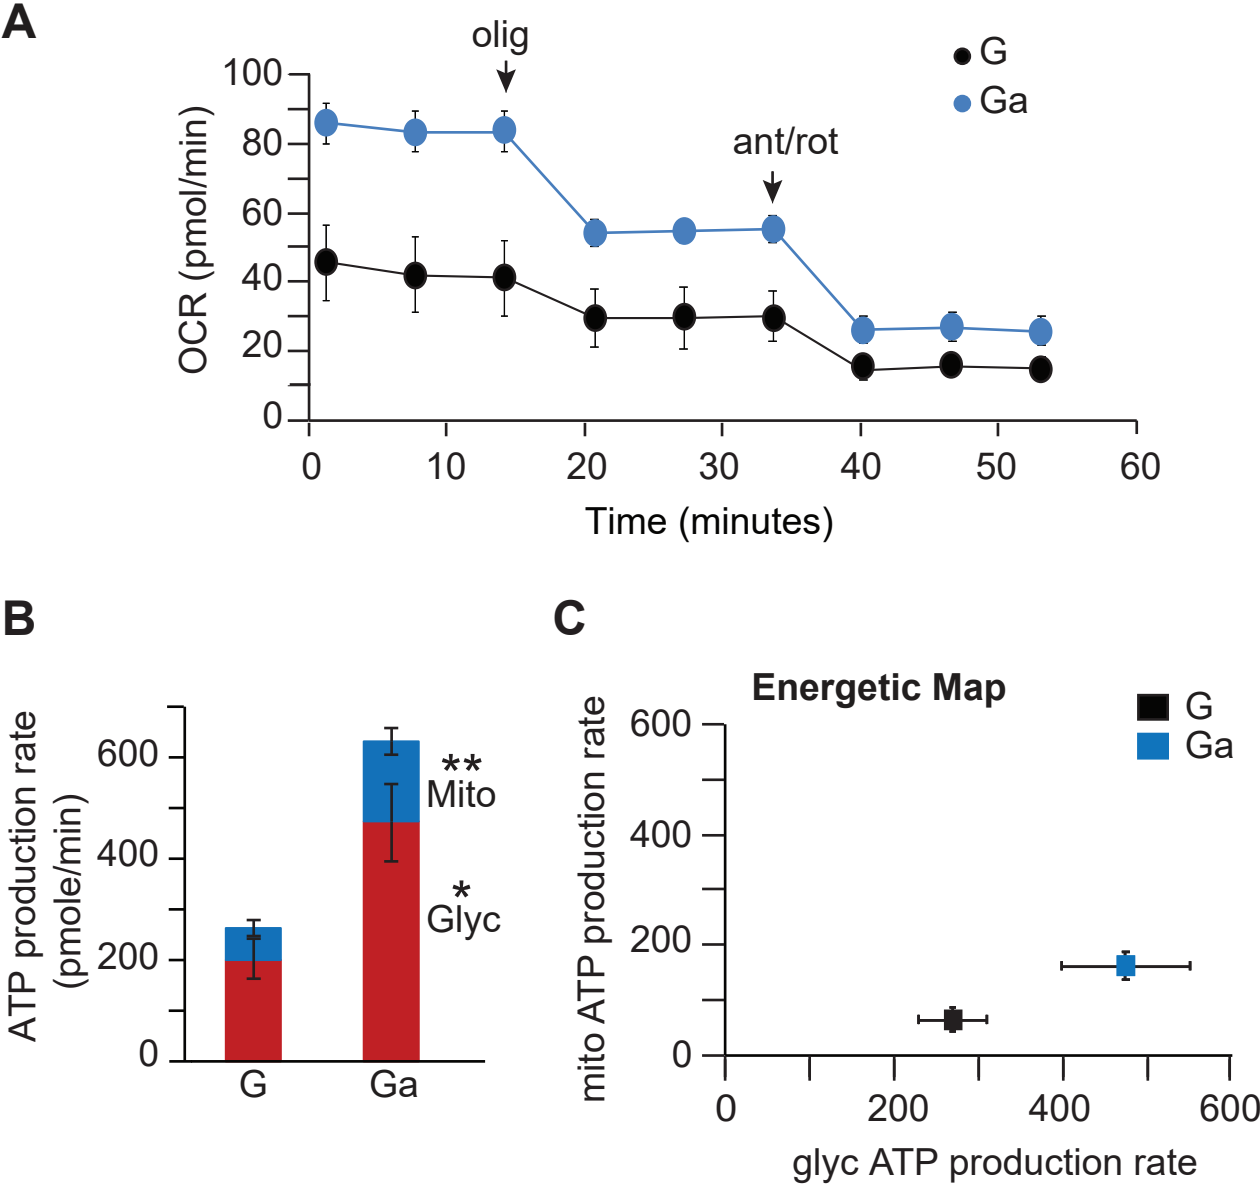 A
olig
G
Ga
ant/rot
OCR (pmol/min)
100
80
60
40
20
0
0 10 20 30 40 50 60
Time (minutes)
B
ATP production rate
(pmole/min)
600
400
200
0
**
Mito
*
Glyc
G Ga
C
Energetic Map
G
Ga
mito ATP production rate
600
400
200
0
0 200 400 600
glyc ATP production rate